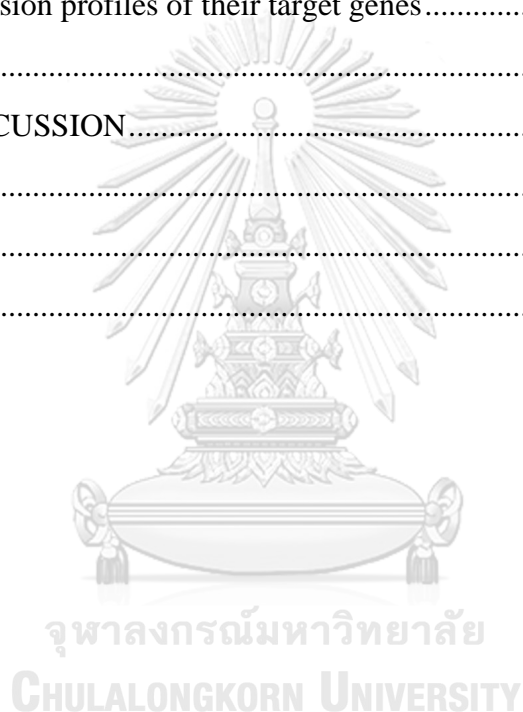 sion profiles of their target genes..............
..............................................................
CUSSION................................................
..............................................................
..............................................................
..............................................................
จุฬาลงกรณ์มหาวิทยาลัย
CHULALONGKORN UNIVERSITY